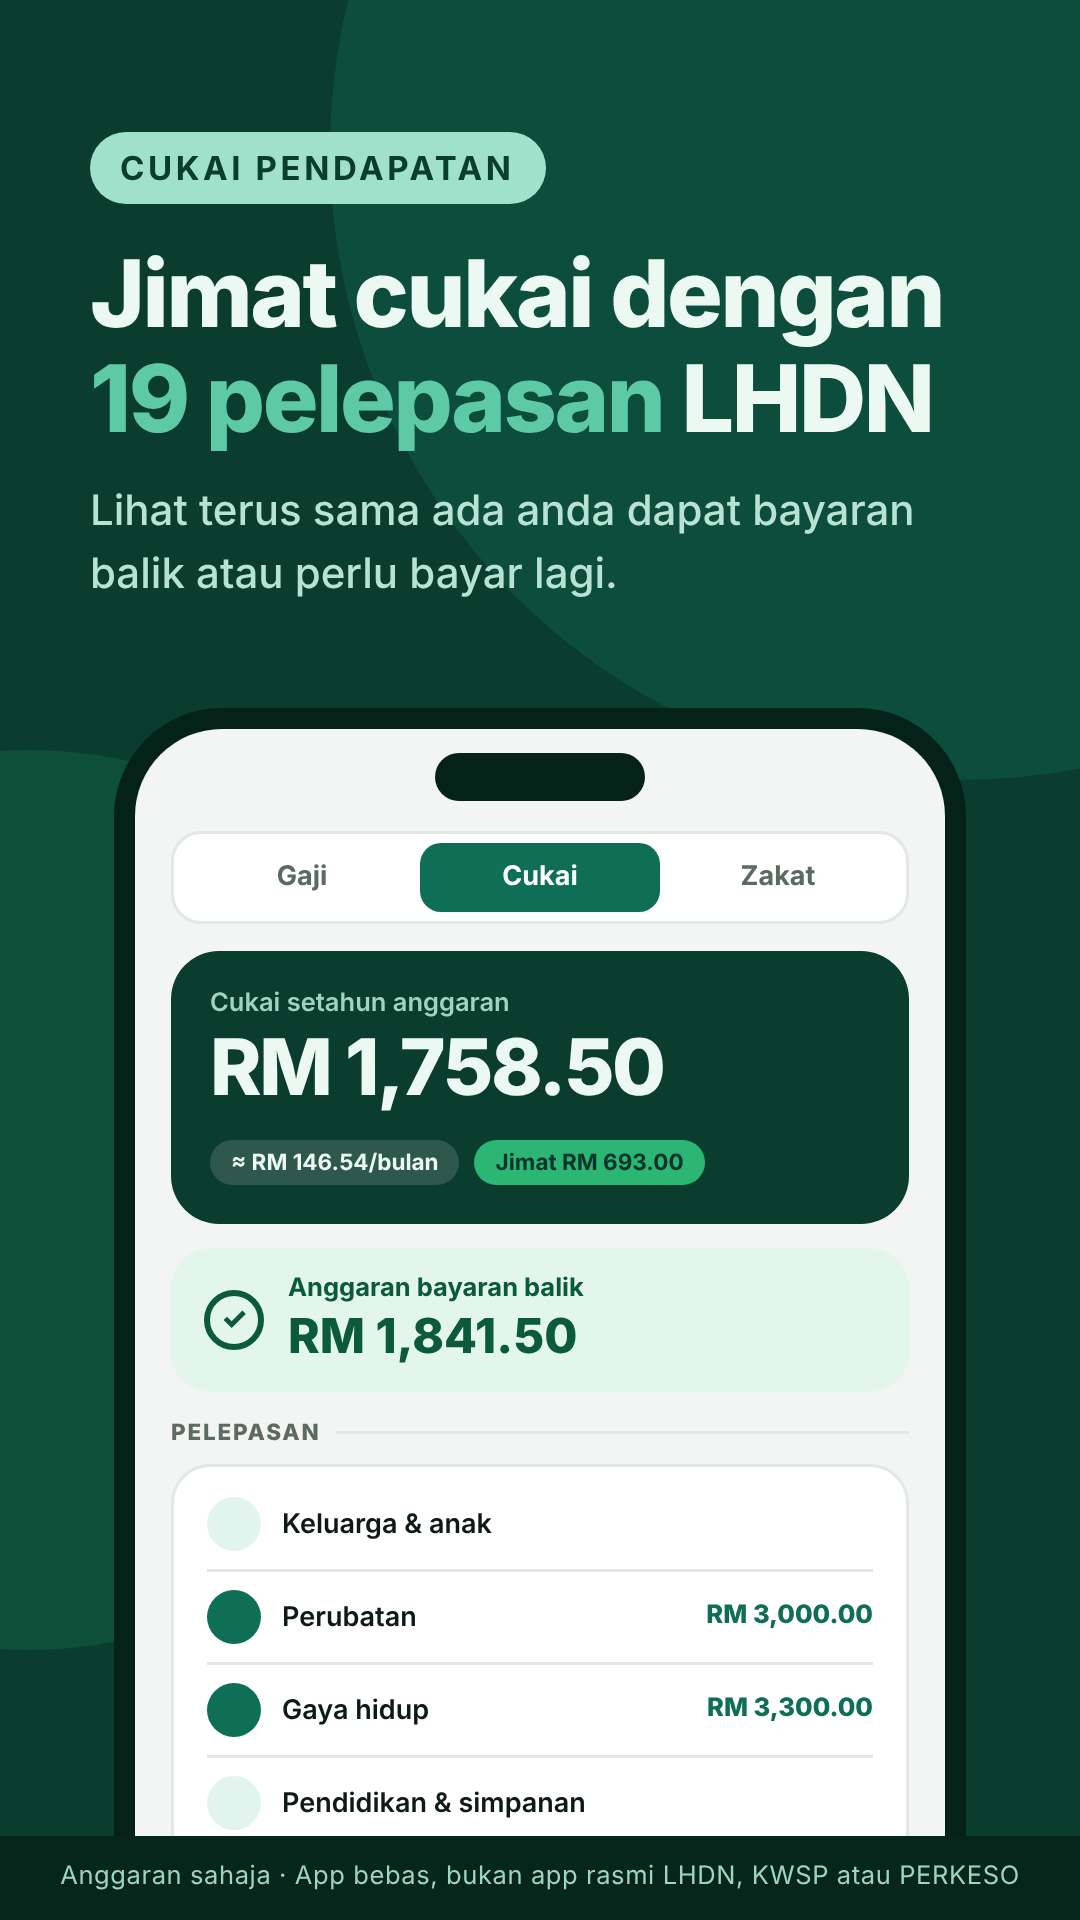 CUKAI PENDAPATAN
Jimat cukai dengan
19 pelepasan LHDN
Lihat terus sama ada anda dapat bayaran
balik atau perlu bayar lagi.
Gaji Cukai Zakat
Cukai setahun anggaran
RM 1,758.50
≈ RM 146.54/bulan Jimat RM 693.00
Anggaran bayaran balik
RM 1,841.50
PELEPASAN
Keluarga & anak
Perubatan RM 3,000.00
Gaya hidup RM 3,300.00
Pendidikan & simpanan
Anggaran sahaja · App bebas, bukan app rasmi LHDN, KWSP atau PERKESO